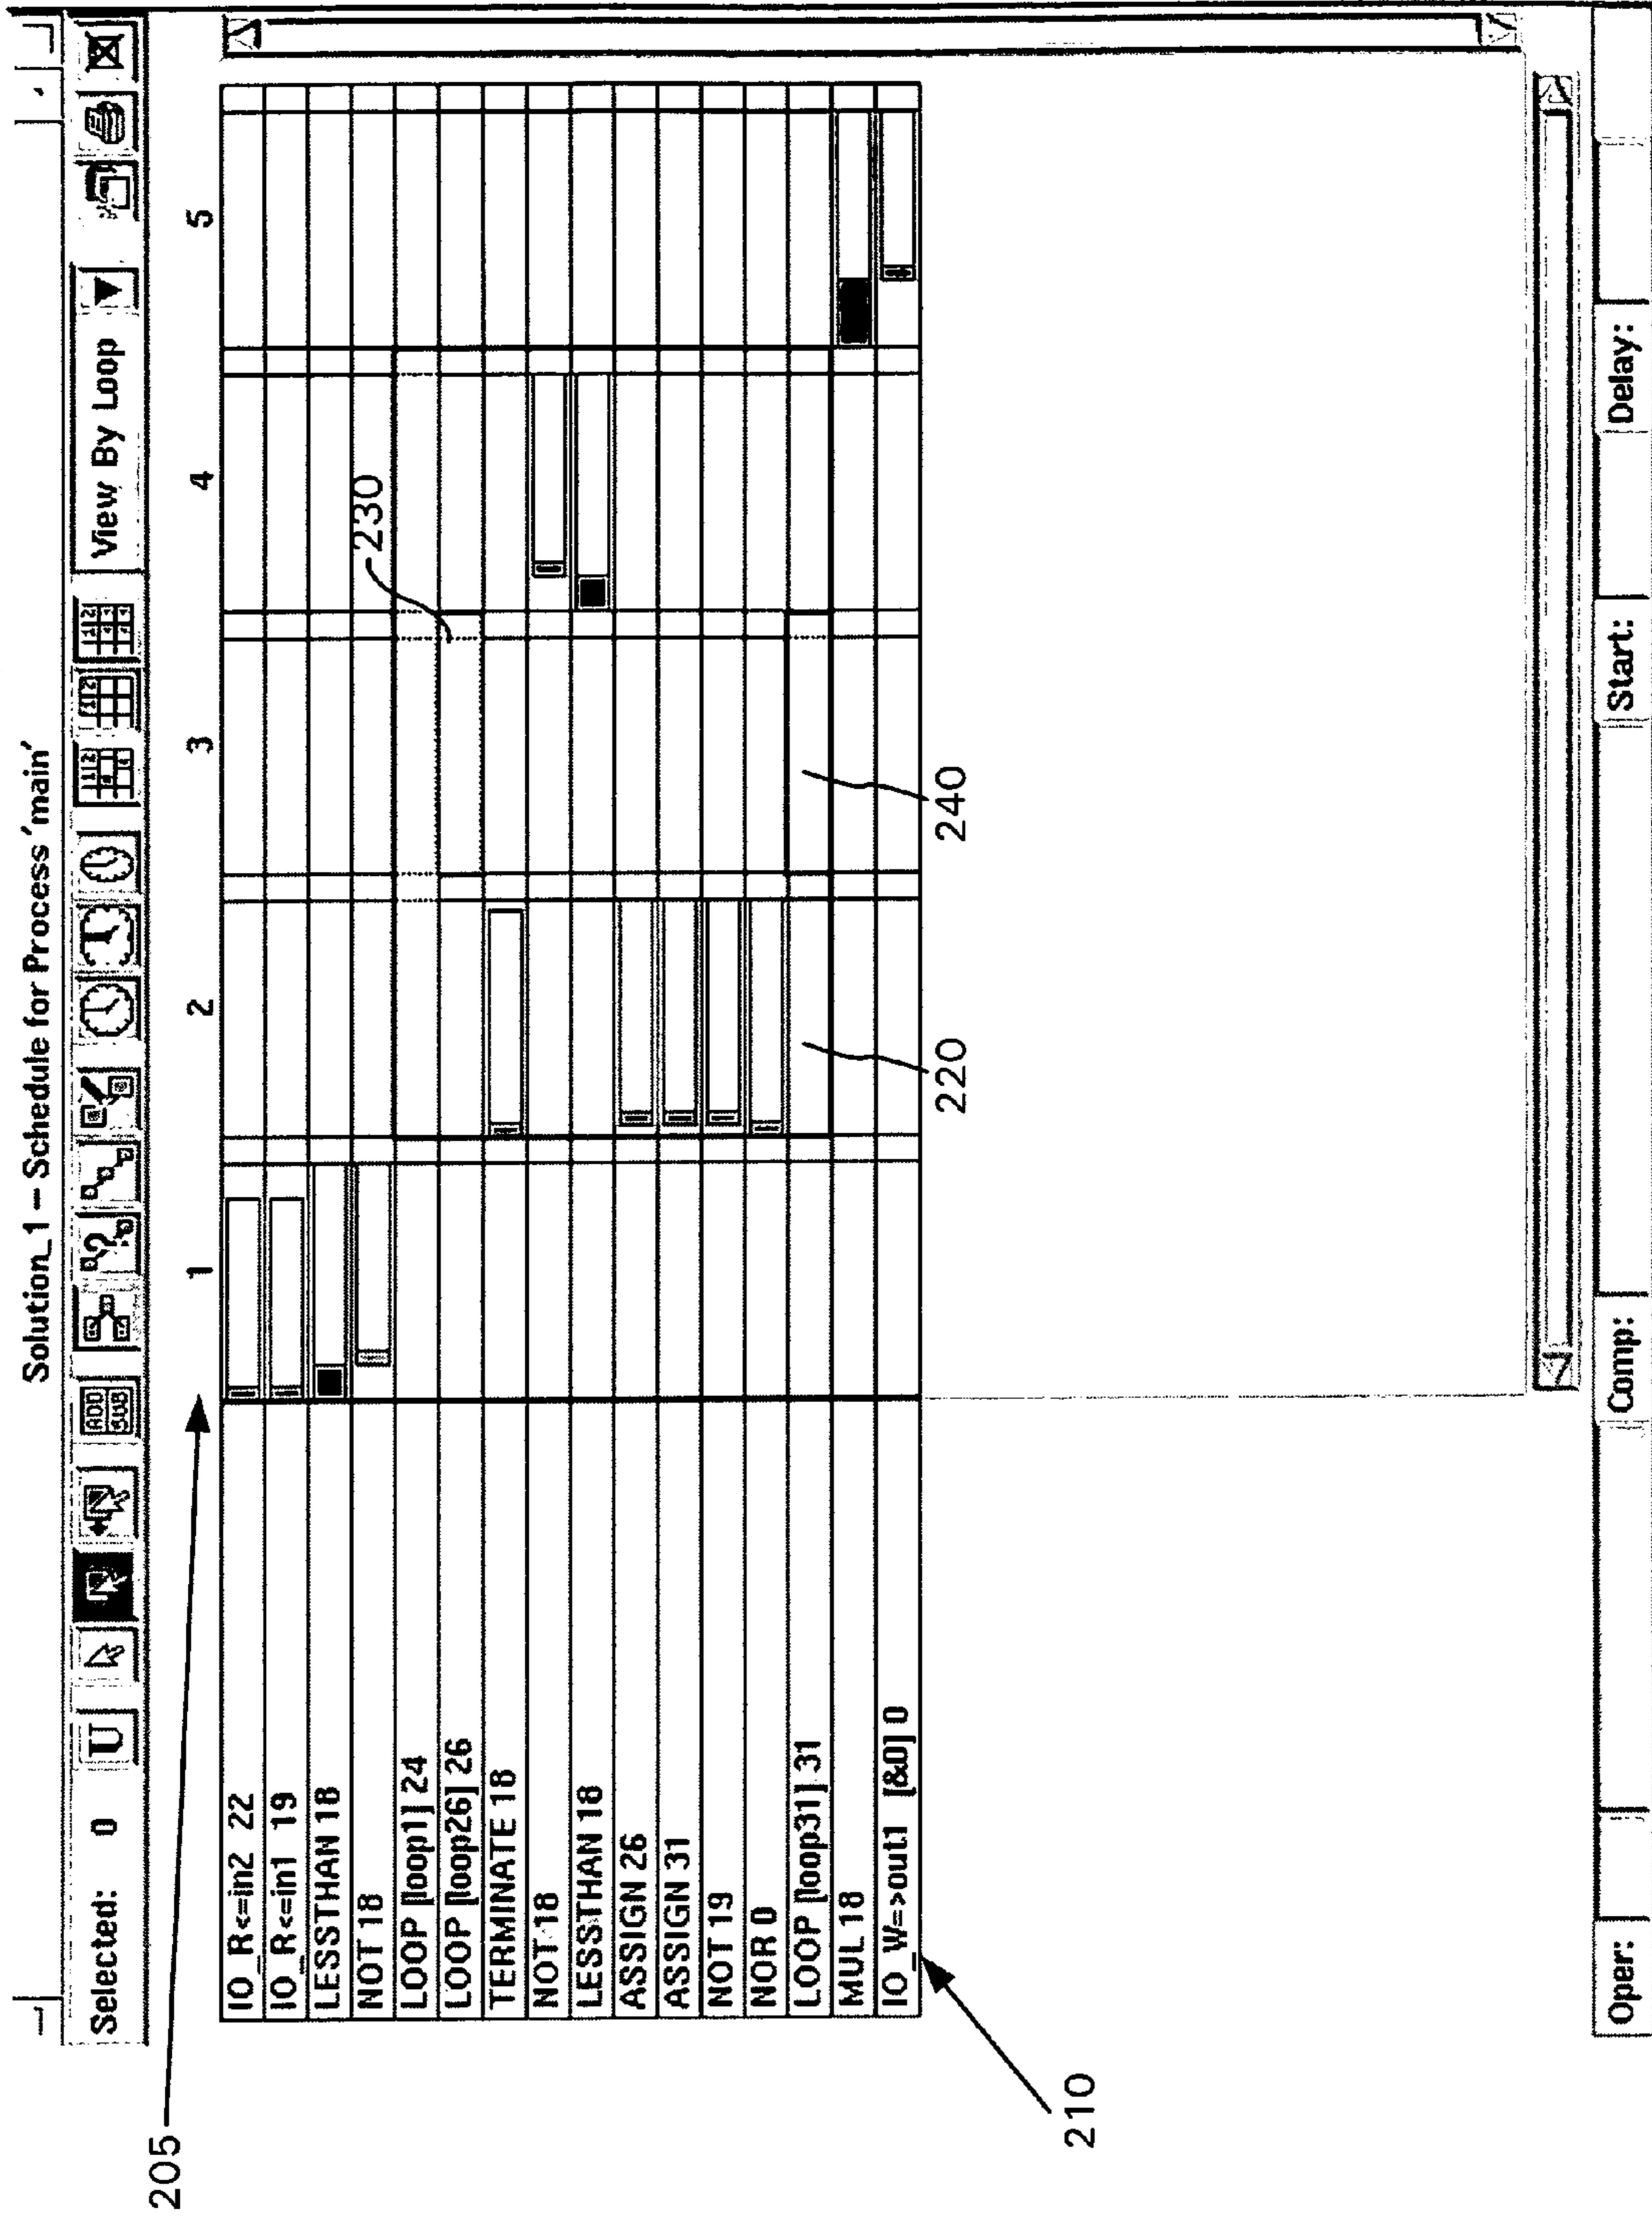 Solution_1 – Schedule for Process 'main'
Selected: 0 U ADD SUB ? View By Loop
205
1 2 3 4 5
IO_R<=in2 22
IO_R<=in1 19
LESSTHAN 18
NOT 18
LOOP [loop1] 24
LOOP [loop26] 26
TERMINATE 18
NOT 18
LESSTHAN 18
ASSIGN 26
ASSIGN 31
NOT 19
NOR 0
LOOP [loop31] 31
MUL 18
IO_W=>out1 [&0] 0
230
220
240
210
Oper: Comp: Start: Delay: